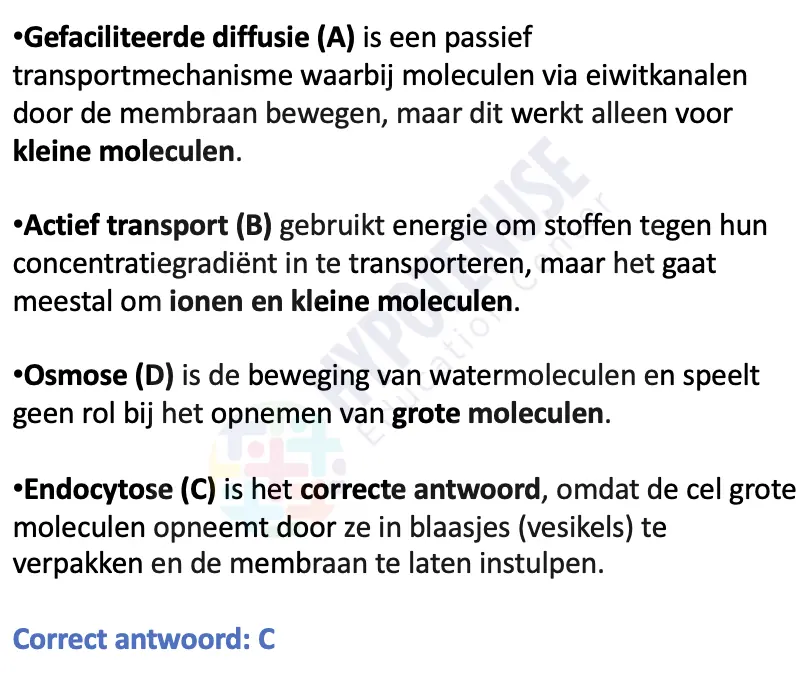 •Gefaciliteerde diffusie (A) is een passief
transportmechanisme waarbij moleculen via eiwitkanalen
door de membraan bewegen, maar dit werkt alleen voor
kleine moleculen.
•Actief transport (B) gebruikt energie om stoffen tegen hun
concentratiegradiënt in te transporteren, maar het gaat
meestal om ionen en kleine moleculen.
•Osmose (D) is de beweging van watermoleculen en speelt
geen rol bij het opnemen van grote moleculen.
•Endocytose (C) is het correcte antwoord, omdat de cel grote
moleculen opneemt door ze in blaasjes (vesikels) te
verpakken en de membraan te laten instulpen.
Correct antwoord: C
HYPOTENUSE
Education Center